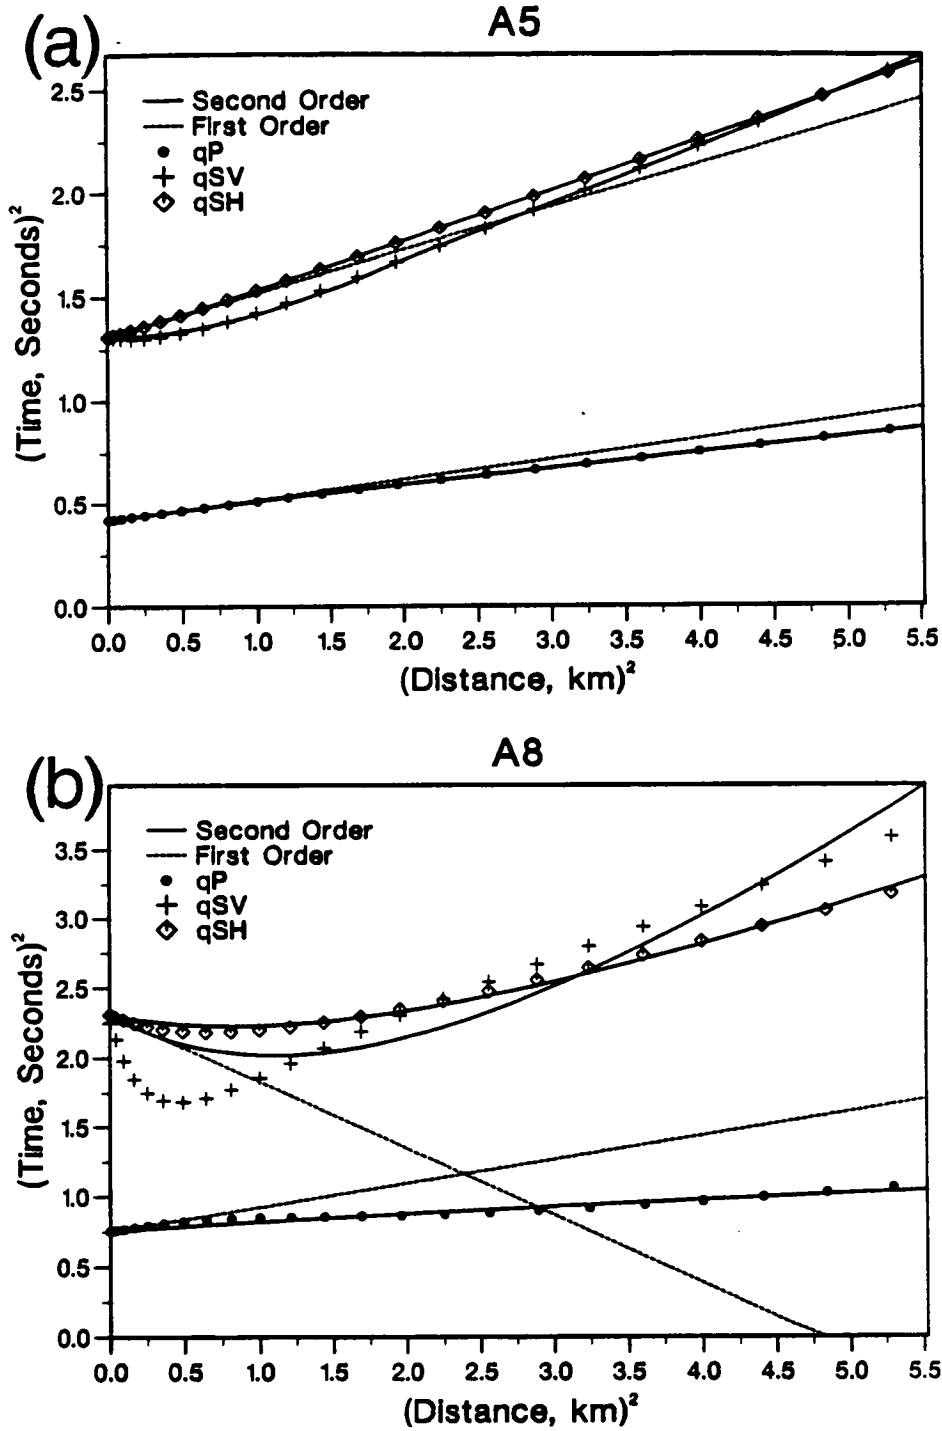 (a)
A5
2.5
2.0
1.5
1.0
0.5
0.0
(Time, Seconds)²
Second Order
First Order
qP
qSV
qSH
0.0 0.5 1.0 1.5 2.0 2.5 3.0 3.5 4.0 4.5 5.0 5.5
(Distance, km)²
(b)
A8
3.5
3.0
2.5
2.0
1.5
1.0
0.5
0.0
(Time, Seconds)²
Second Order
First Order
qP
qSV
qSH
0.0 0.5 1.0 1.5 2.0 2.5 3.0 3.5 4.0 4.5 5.0 5.5
(Distance, km)²